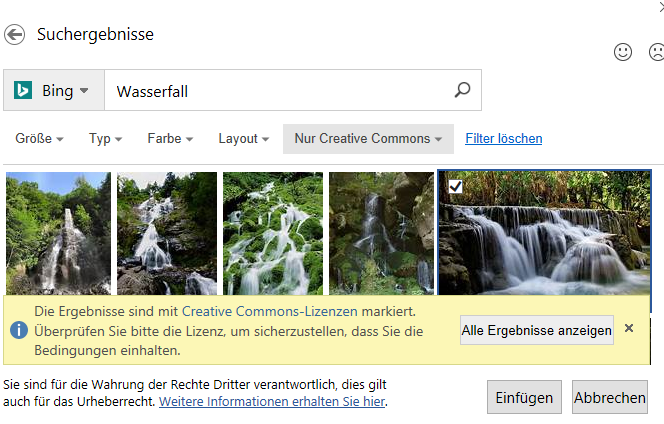 Suchergebnisse
Bing
Wasserfall
Größe Typ Farbe Layout Nur Creative Commons Filter löschen
Die Ergebnisse sind mit Creative Commons-Lizenzen markiert.
Überprüfen Sie bitte die Lizenz, um sicherzustellen, dass Sie die
Bedingungen einhalten.
Alle Ergebnisse anzeigen
Sie sind für die Wahrung der Rechte Dritter verantwortlich, dies gilt
auch für das Urheberrecht. Weitere Informationen erhalten Sie hier.
Einfügen Abbrechen